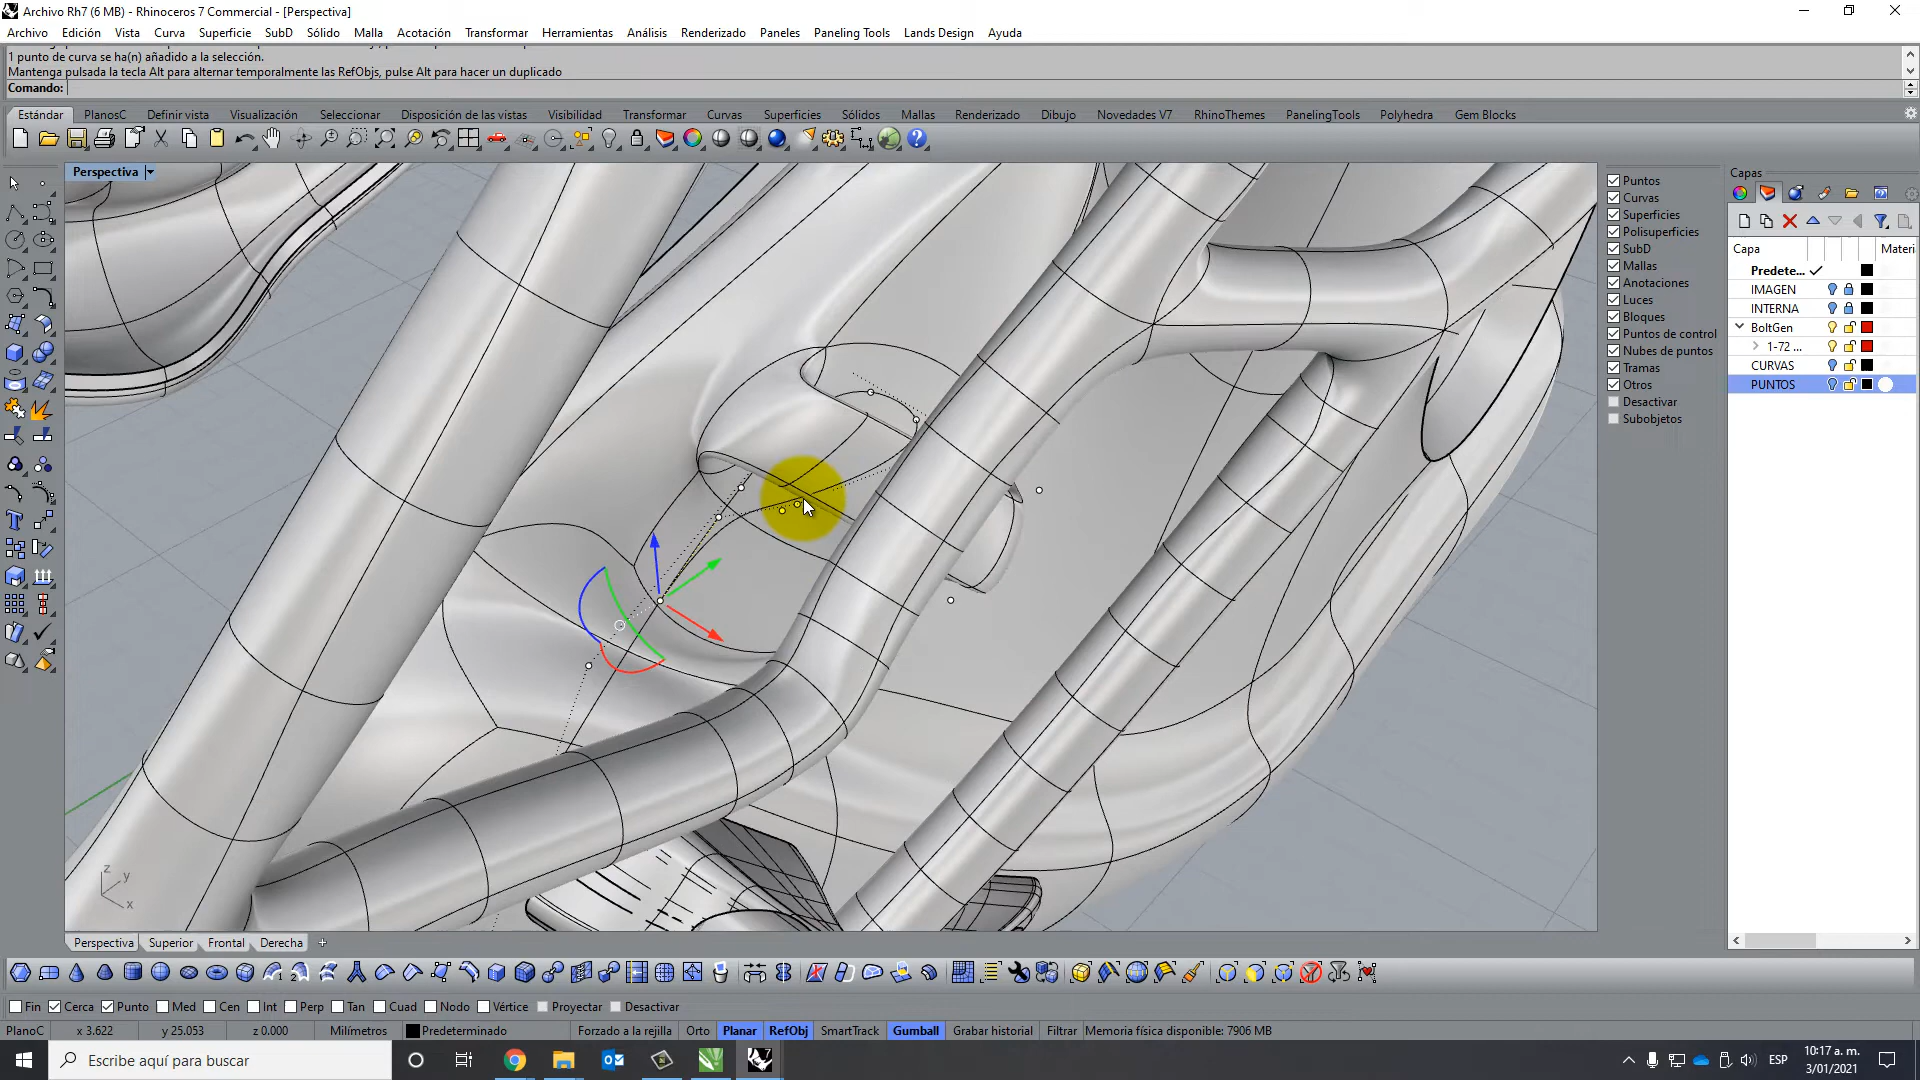 Archivo Rh7 (6 MB) - Rhinoceros 7 Commercial - [Perspectiva]
Archivo Edición Vista Curva Superficie SubD Sólido Malla Acotación Transformar Herramientas Análisis Renderizado Paneles Paneling Tools Lands Design Ayuda
1 punto de curva se ha(n) añadido a la selección.
Mantenga pulsada la tecla Alt para alternar temporalmente las RefObjs, pulse Alt para hacer un duplicado
Comando:
Estándar PlanosC Definir vista Visualización Seleccionar Disposición de las vistas Visibilidad Transformar Curvas Superficies Sólidos Mallas Renderizado Dibujo Novedades V7 RhinoThemes PanelingTools Polyhedra Gem Blocks
Perspectiva
Puntos
Curvas
Superficies
Polisuperficies
SubD
Mallas
Anotaciones
Luces
Bloques
Puntos de control
Nubes de puntos
Tramas
Otros
Desactivar
Subobjetos
Capas
Capa Materi
Predete...
IMAGEN
INTERNA
BoltGen
1-72 ...
CURVAS
PUNTOS
z
y
x
Perspectiva Superior Frontal Derecha
Fin Cerca Punto Med Cen Int Perp Tan Cuad Nodo Vértice Proyectar Desactivar
PlanoC x 3.622 y 25.053 z 0.000 Milímetros Predeterminado Forzado a la rejilla Orto Planar RefObj SmartTrack Gumball Grabar historial Filtrar Memoria física disponible: 7906 MB
Escribe aquí para buscar
ESP
10:17 a. m.
3/01/2021